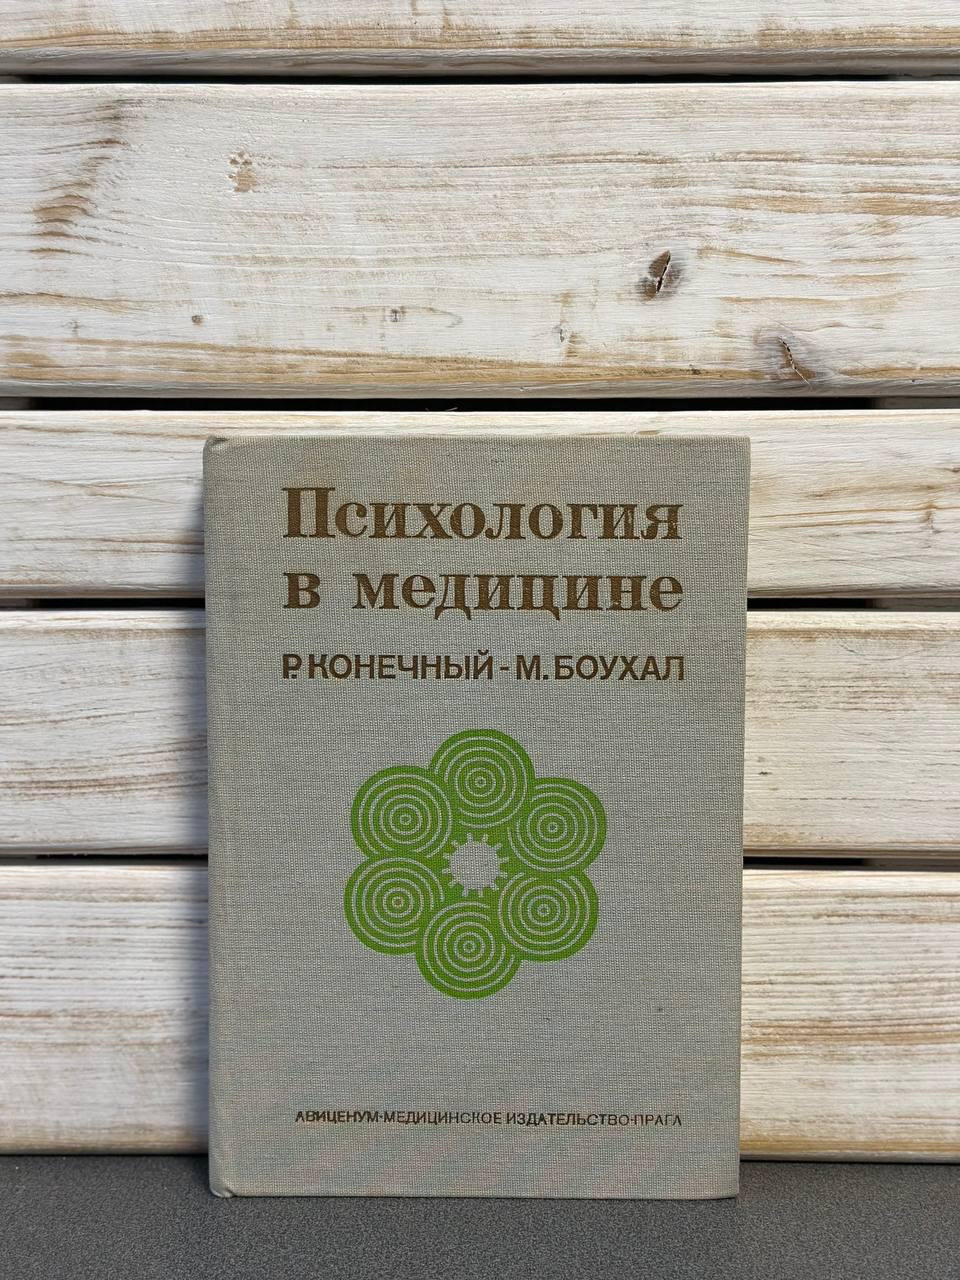 Психология
в медицине
Р. КОНЕЧНЫЙ - М. БОУХАЛ
АВИЦЕНУМ·МЕДИЦИНСКОЕ ИЗДАТЕЛЬСТВО·ПРАГА